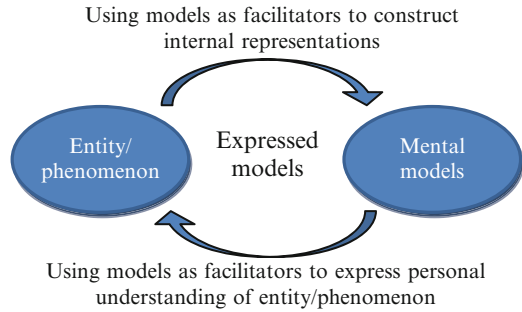 Using models as facilitators to construct
internal representations
Entity/
phenomenon
Expressed
models
Mental
models
Using models as facilitators to express personal
understanding of entity/phenomenon